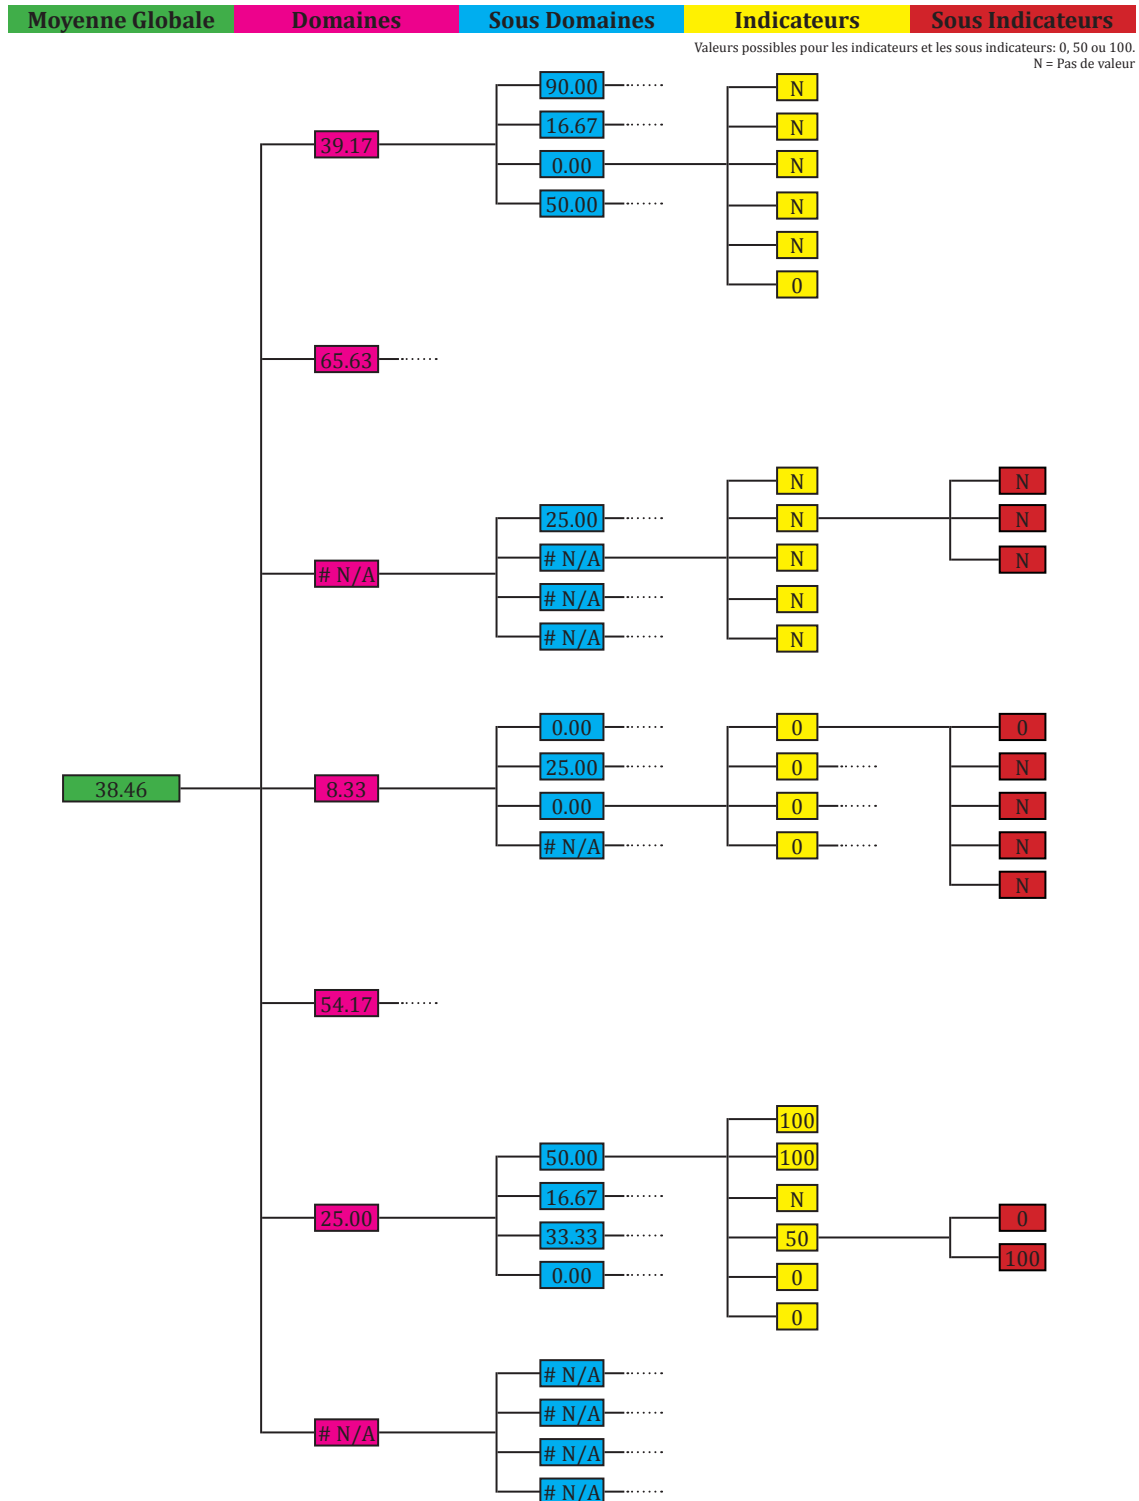 Moyenne Globale Domaines Sous Domaines Indicateurs Sous Indicateurs
Valeurs possibles pour les indicateurs et les sous indicateurs: 0, 50 ou 100.
N = Pas de valeur
90.00 N
16.67 N
39.17
0.00 N
50.00 N
N
0
65.63
N N
25.00 N N
# N/A N N
# N/A
# N/A N
# N/A N
0.00 0 0
25.00 0 N
38.46 8.33
0.00 0 N
# N/A 0 N
N
54.17
100
50.00 100
16.67 N
25.00 0
33.33 50
100
0.00 0
0
# N/A
# N/A
# N/A
# N/A
# N/A